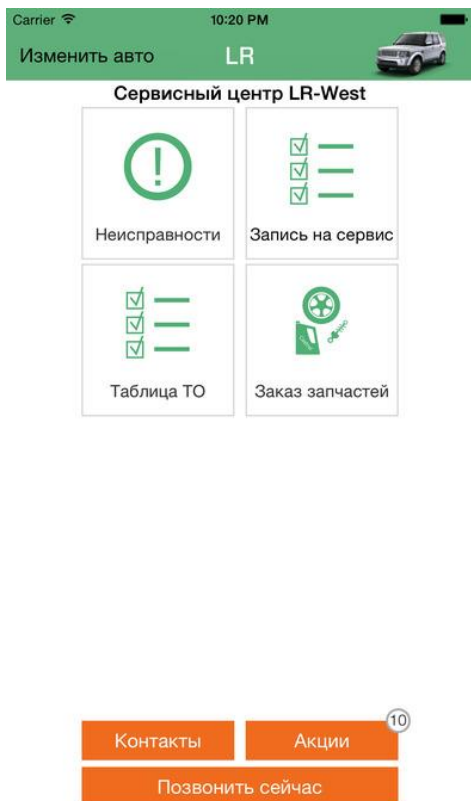 Carrier 10:20 PM
Изменить авто LR
Сервисный центр LR-West
Неисправности Запись на сервис
Таблица ТО Заказ запчастей
10
Контакты Акции
Позвонить сейчас